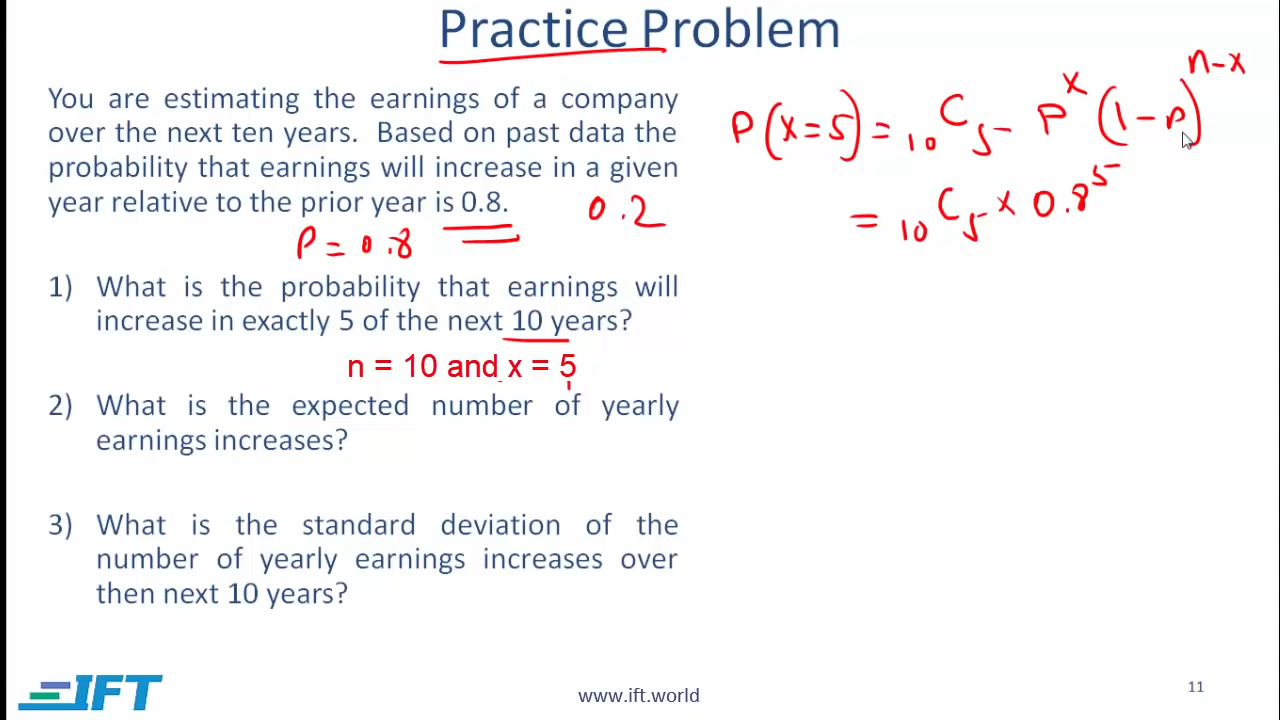 Practice Problem
You are estimating the earnings of a company
over the next ten years. Based on past data the
probability that earnings will increase in a given
year relative to the prior year is 0.8.
0.2
P = 0.8
1) What is the probability that earnings will
increase in exactly 5 of the next 10 years?
n = 10 and x = 5
2) What is the expected number of yearly
earnings increases?
3) What is the standard deviation of the
number of yearly earnings increases over
then next 10 years?
P(x=5) = ₁₀C₅ Pˣ (1-P)ⁿ⁻ˣ
= ₁₀C₅ × 0.8⁵
IFT
www.ift.world
11